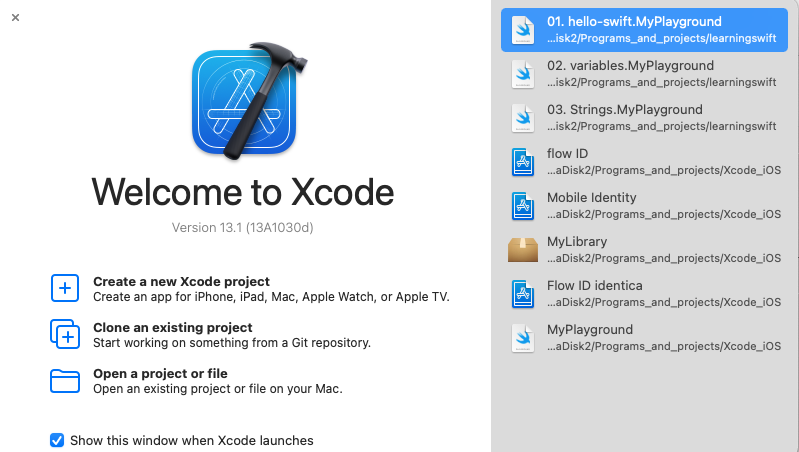 Welcome to Xcode
Version 13.1 (13A1030d)
Create a new Xcode project
Create an app for iPhone, iPad, Mac, Apple Watch, or Apple TV.
Clone an existing project
Start working on something from a Git repository.
Open a project or file
Open an existing project or file on your Mac.
Show this window when Xcode launches
01. hello-swift.MyPlayground
...isk2/Programs_and_projects/learningswift
02. variables.MyPlayground
...isk2/Programs_and_projects/learningswift
03. Strings.MyPlayground
...isk2/Programs_and_projects/learningswift
flow ID
...aDisk2/Programs_and_projects/Xcode_iOS
Mobile Identity
...aDisk2/Programs_and_projects/Xcode_iOS
MyLibrary
...aDisk2/Programs_and_projects/Xcode_iOS
Flow ID identica
...aDisk2/Programs_and_projects/Xcode_iOS
MyPlayground
...aDisk2/Programs_and_projects/Xcode_iOS